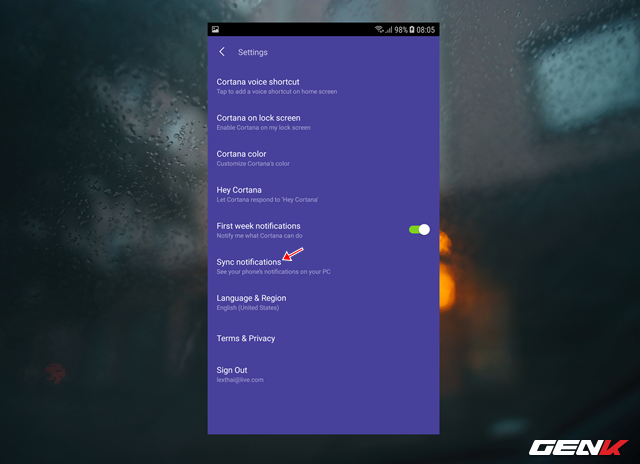 98% 08:05
Settings
Cortana voice shortcut
Tap to add a voice shortcut on home screen
Cortana on lock screen
Enable Cortana on my lock screen
Cortana color
Customize Cortana's color
Hey Cortana
Let Cortana respond to 'Hey Cortana'
First week notifications
Notify me what Cortana can do
Sync notifications
See your phone's notifications on your PC
Language & Region
English (United States)
Terms & Privacy
Sign Out
lexthai@live.com
GENK